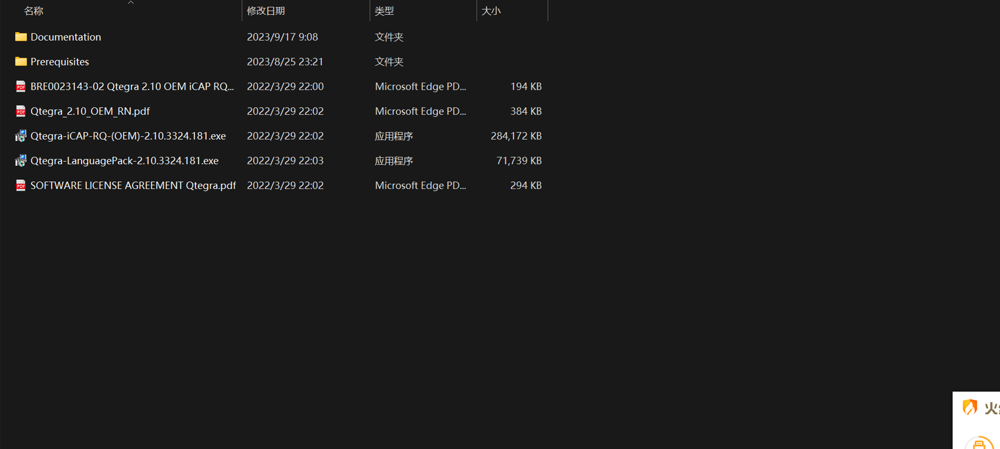 名称 修改日期 类型 大小
Documentation 2023/9/17 9:08 文件夹
Prerequisites 2023/8/25 23:21 文件夹
BRE0023143-02 Qtegra 2.10 OEM iCAP RQ... 2022/3/29 22:00 Microsoft Edge PD... 194 KB
Qtegra_2.10_OEM_RN.pdf 2022/3/29 22:02 Microsoft Edge PD... 384 KB
Qtegra-iCAP-RQ-(OEM)-2.10.3324.181.exe 2022/3/29 22:02 应用程序 284,172 KB
Qtegra-LanguagePack-2.10.3324.181.exe 2022/3/29 22:03 应用程序 71,739 KB
SOFTWARE LICENSE AGREEMENT Qtegra.pdf 2022/3/29 22:02 Microsoft Edge PD... 294 KB
火